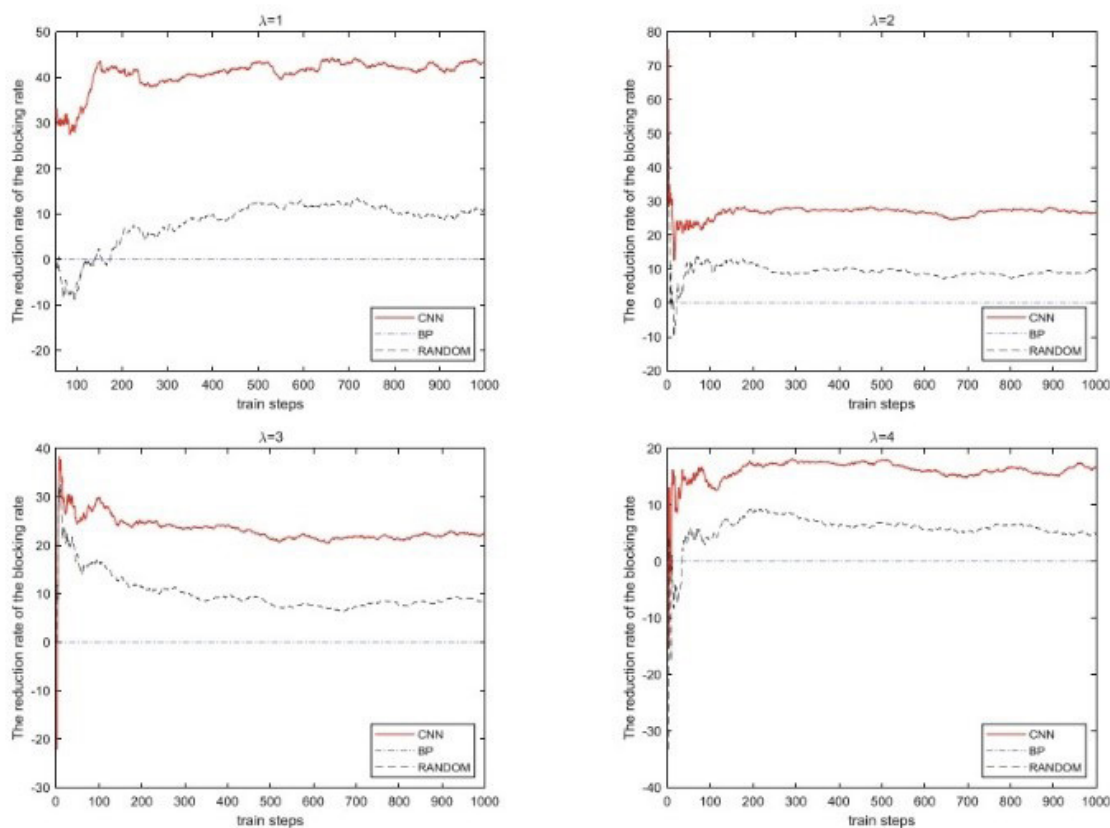 λ=1
The reduction rate of the blocking rate
50
40
30
20
10
0
-10
-20
CNN
BP
RANDOM
100 200 300 400 500 600 700 800 900 1000
train steps
λ=2
The reduction rate of the blocking rate
80
70
60
50
40
30
20
10
0
-10
-20
CNN
BP
RANDOM
0 100 200 300 400 500 600 700 800 900 1000
train steps
λ=3
The reduction rate of the blocking rate
40
30
20
10
0
-10
-20
-30
CNN
BP
RANDOM
0 100 200 300 400 500 600 700 800 900 1000
train steps
λ=4
The reduction rate of the blocking rate
20
10
0
-10
-20
-30
-40
CNN
BP
RANDOM
0 100 200 300 400 500 600 700 800 900 1000
train steps